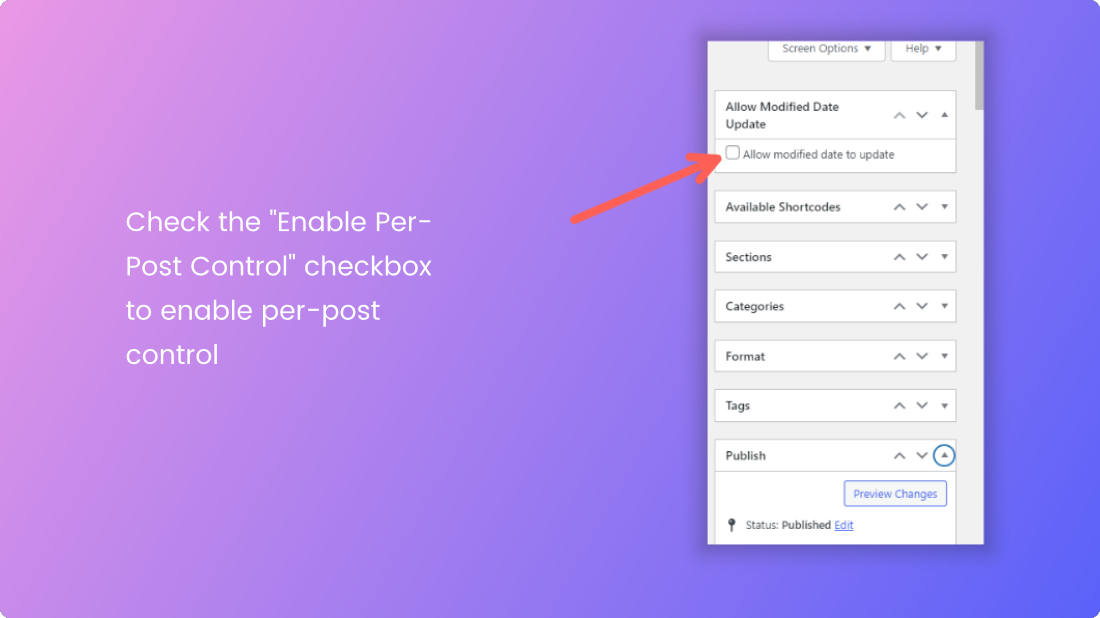 Check the "Enable Per-
Post Control" checkbox
to enable per-post
control
Screen Options
Help
Allow Modified Date
Update
Allow modified date to update
Available Shortcodes
Sections
Categories
Format
Tags
Publish
Preview Changes
Status: Published Edit